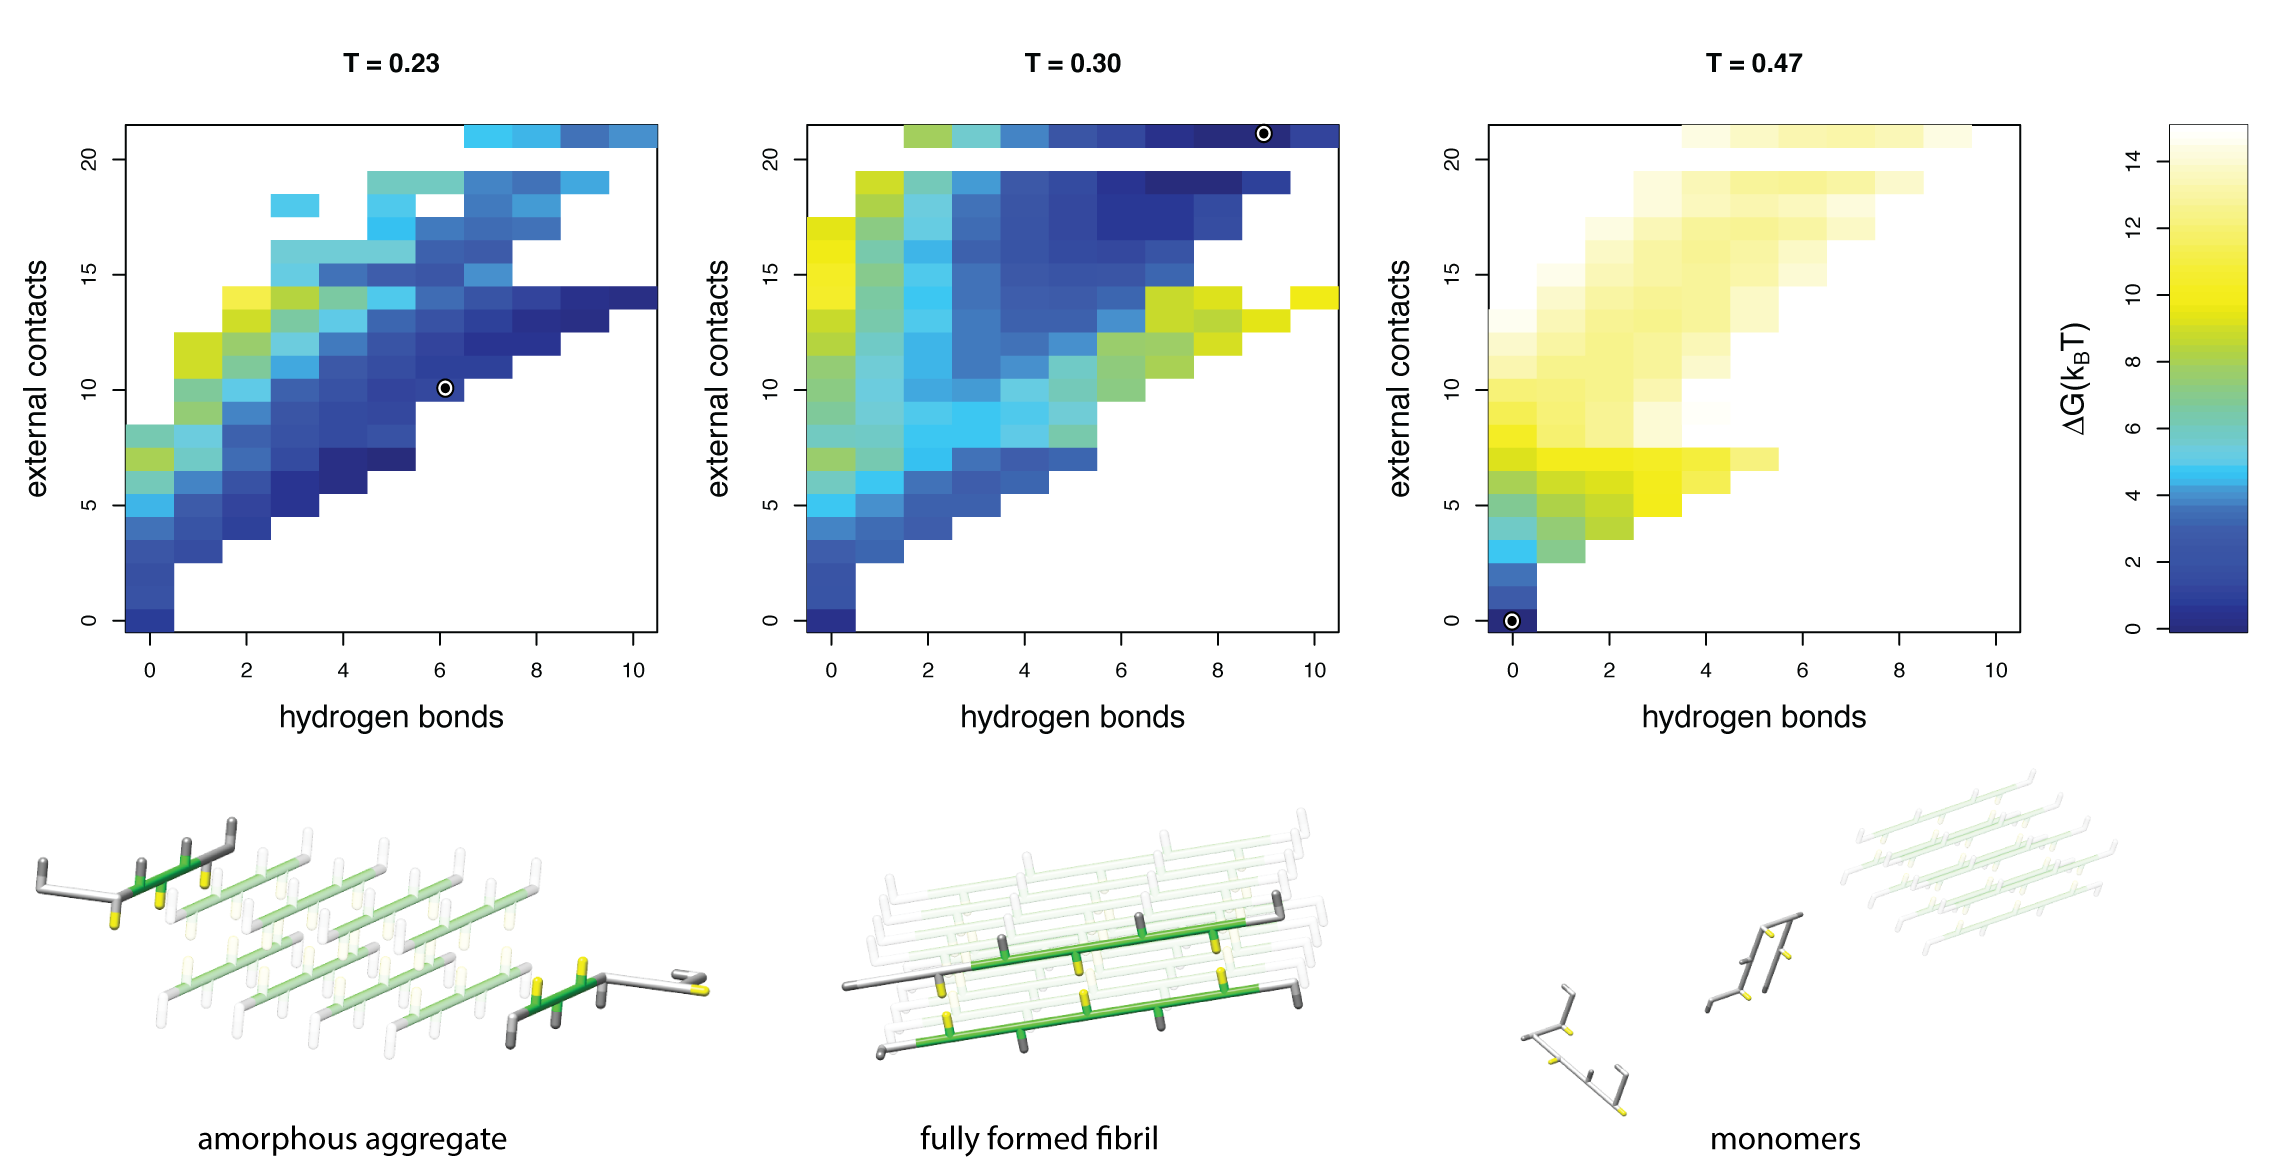 T = 0.23
T = 0.30
T = 0.47
external contacts
0
5
10
15
20
0 2 4 6 8 10
hydrogen bonds
external contacts
0
5
10
15
20
0 2 4 6 8 10
hydrogen bonds
external contacts
0
5
10
15
20
0 2 4 6 8 10
hydrogen bonds
ΔG(k_BT)
0
2
4
6
8
10
12
14
amorphous aggregate
fully formed fibril
monomers